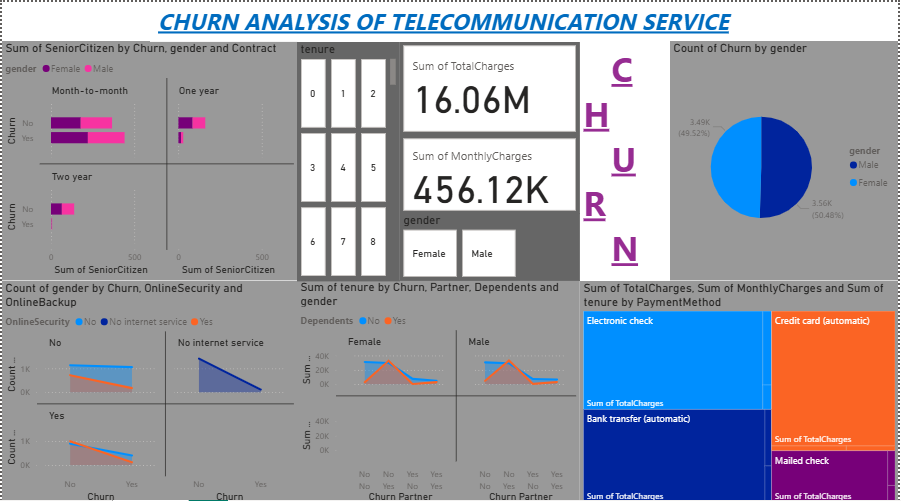 CHURN ANALYSIS OF TELECOMMUNICATION SERVICE
Sum of SeniorCitizen by Churn, gender and Contract
gender Female Male
Month-to-month
One year
Churn
No
Yes
Two year
Churn
No
Yes
0
500
0
500
Sum of SeniorCitizen
Sum of SeniorCitizen
tenure
0 1 2
3 4 5
6 7 8
Sum of TotalCharges
16.06M
Sum of MonthlyCharges
456.12K
gender
Female
Male
C
H
U
R
N
Count of Churn by gender
3.49K
(49.52%)
3.56K
(50.48%)
gender
Male
Female
Count of gender by Churn, OnlineSecurity and
OnlineBackup
OnlineSecurity No No internet service Yes
No
No internet service
Count ...
1K
0K
Yes
Count ...
1K
0K
No
Yes
No
Yes
Churn
Churn
Sum of tenure by Churn, Partner, Dependents and
gender
Dependents No Yes
Female
Male
Sum ...
40K
20K
0K
Sum ...
40K
20K
0K
No No Yes Yes
No Yes No Yes
Churn Partner
No No Yes Yes
No Yes No Yes
Churn Partner
Sum of TotalCharges, Sum of MonthlyCharges and Sum of
tenure by PaymentMethod
Electronic check
Sum of TotalCharges
Bank transfer (automatic)
Sum of TotalCharges
Credit card (automatic)
Sum of TotalCharges
Mailed check
Sum of TotalCharges